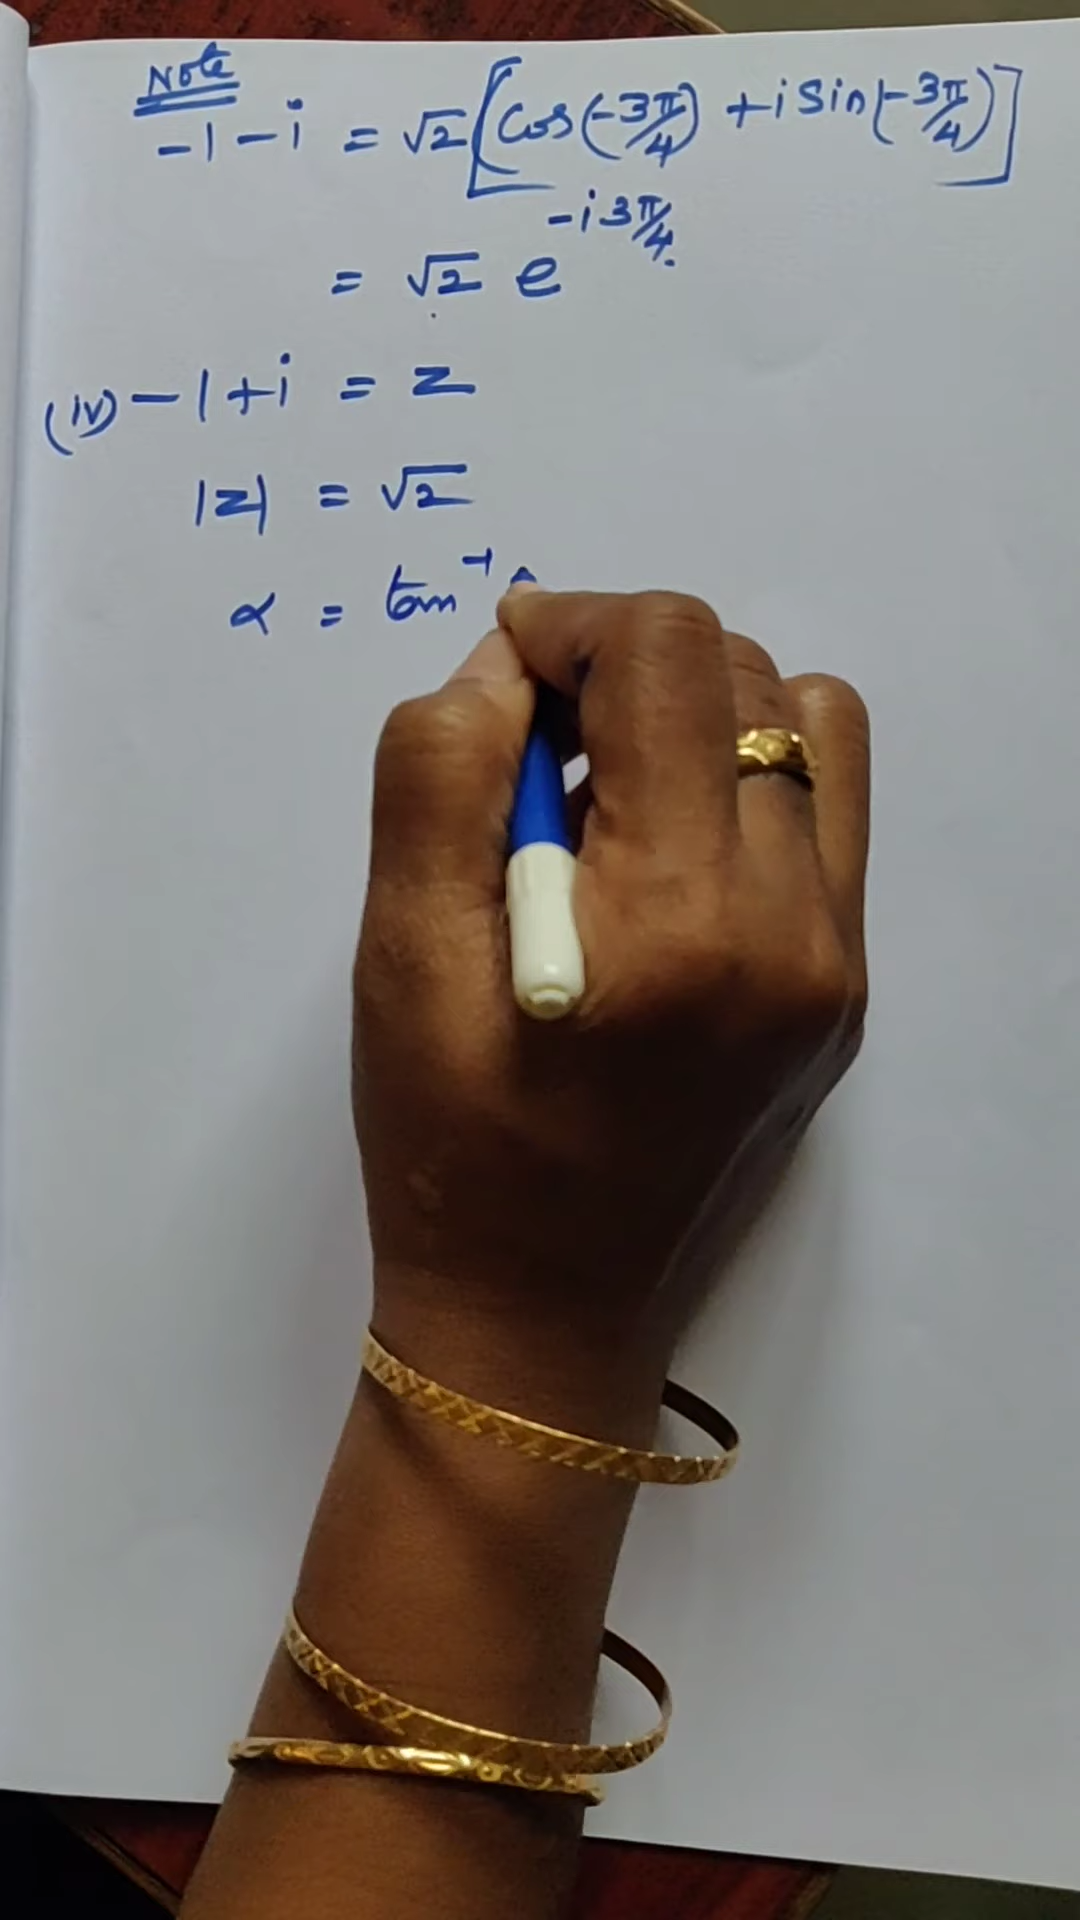 Note
-1-i = √2[cos(-3π/4) + i sin(-3π/4)]
= √2 e^{-i3π/4}.
(iv) -1+i = z
|z| = √2
α = tan^{-1}